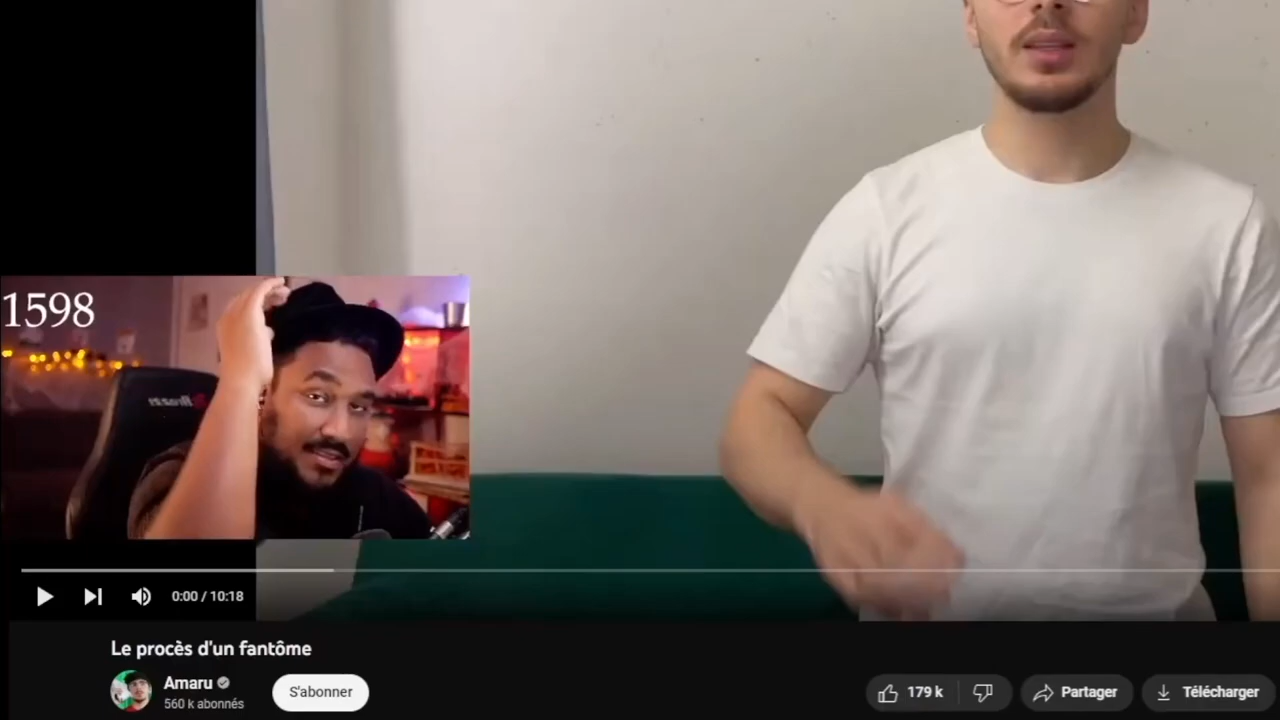 1598
0:00 / 10:18
Le procès d'un fantôme
Amaru
560 k abonnés
S'abonner
179 k
Partager
Télécharger